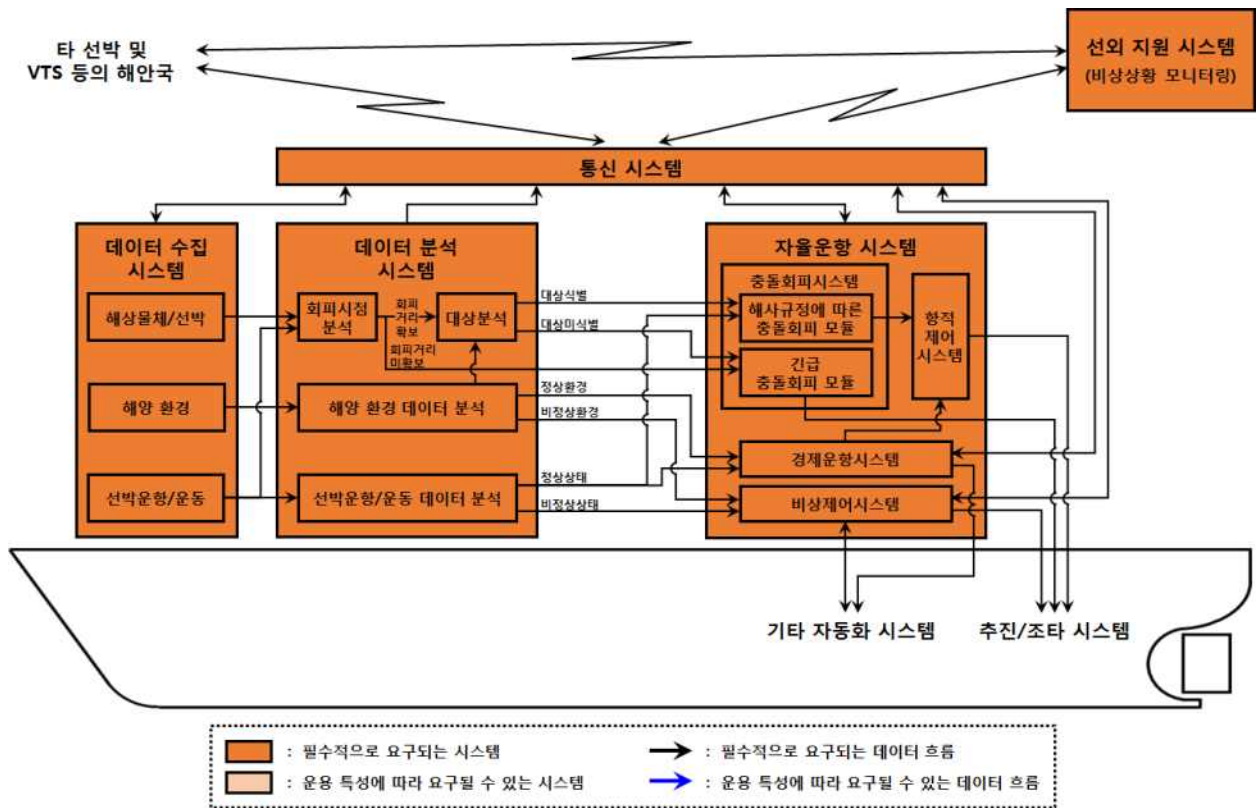 타 선박 및
VTS 등의 해안국
선외 지원 시스템
(비상상황 모니터링)
통신 시스템
데이터 수집
시스템
해상물체/선박
해양 환경
선박운항/운동
데이터 분석
시스템
회피시점
분석
회피
거리
확보
회피거리
미확보
대상분석
해양 환경 데이터 분석
선박운항/운동 데이터 분석
대상식별
대상미식별
정상환경
비정상환경
정상상태
비정상상태
자율운항 시스템
충돌회피시스템
해사규정에 따른
충돌회피 모듈
긴급
충돌회피 모듈
항적
제어
시스템
경제운항시스템
비상제어시스템
기타 자동화 시스템
추진/조타 시스템
: 필수적으로 요구되는 시스템
: 필수적으로 요구되는 데이터 흐름
: 운용 특성에 따라 요구될 수 있는 시스템
: 운용 특성에 따라 요구될 수 있는 데이터 흐름